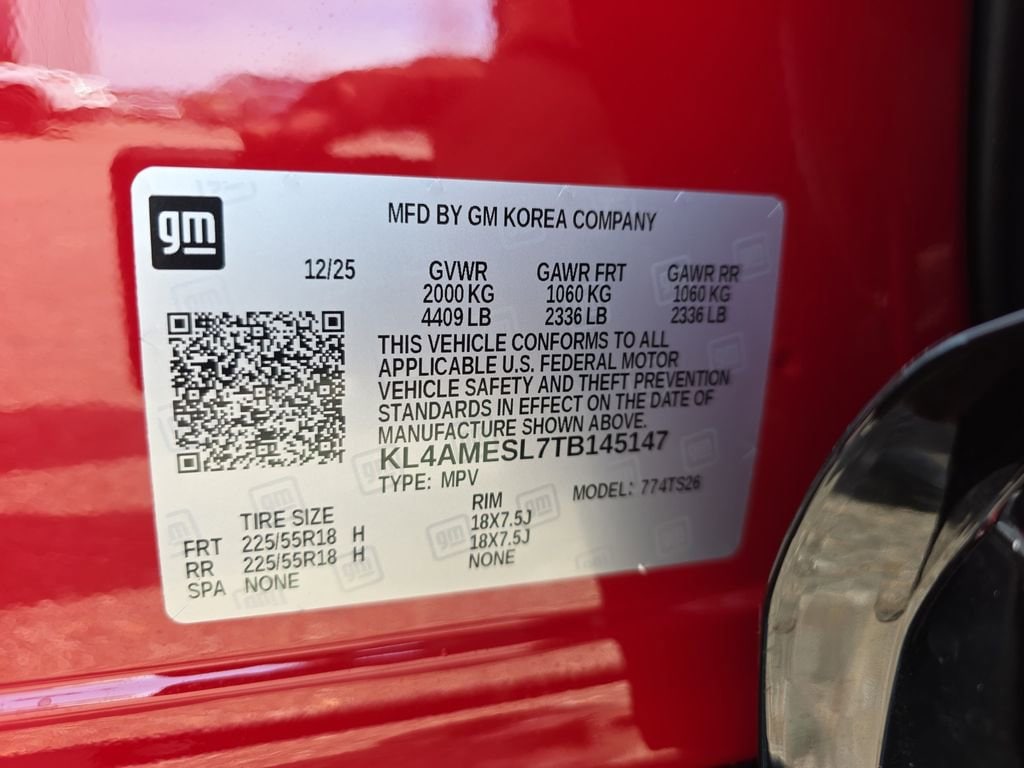 gm
MFD BY GM KOREA COMPANY
12/25 GVWR GAWR FRT GAWR RR
2000 KG 1060 KG 1060 KG
4409 LB 2336 LB 2336 LB
THIS VEHICLE CONFORMS TO ALL
APPLICABLE U.S. FEDERAL MOTOR
VEHICLE SAFETY AND THEFT PREVENTION
STANDARDS IN EFFECT ON THE DATE OF
MANUFACTURE SHOWN ABOVE.
KL4AMESL7TB145147
TYPE: MPV MODEL: 774TS26
TIRE SIZE RIM
FRT 225/55R18 H 18X7.5J
RR 225/55R18 H 18X7.5J
SPA NONE NONE